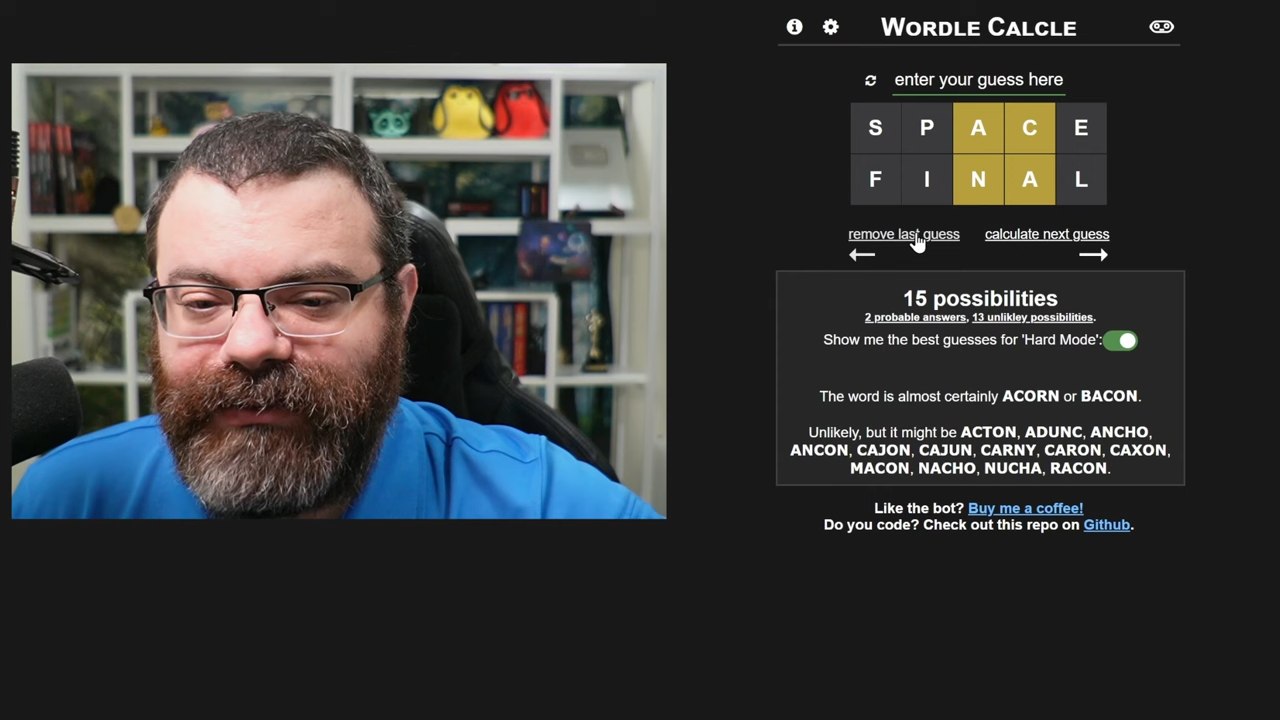 WORDLE CALCLE
enter your guess here
S P A C E
F I N A L
remove last guess calculate next guess
15 possibilities
2 probable answers, 13 unlikley possibilities.
Show me the best guesses for 'Hard Mode':
The word is almost certainly ACORN or BACON.
Unlikely, but it might be ACTON, ADUNC, ANCHO,
ANCON, CAJON, CAJUN, CARNY, CARON, CAXON,
MACON, NACHO, NUCHA, RACON.
Like the bot? Buy me a coffee!
Do you code? Check out this repo on Github.